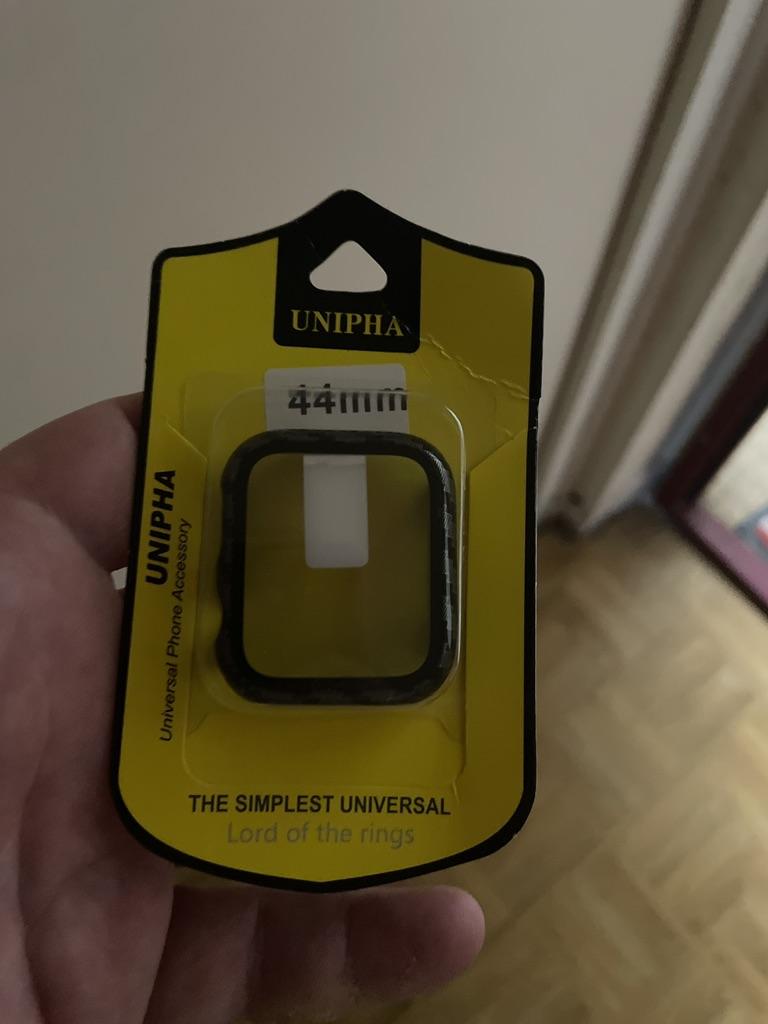 UNIPHA
44mm
UNIPHA
Universal Phone Accessory
THE SIMPLEST UNIVERSAL
Lord of the rings